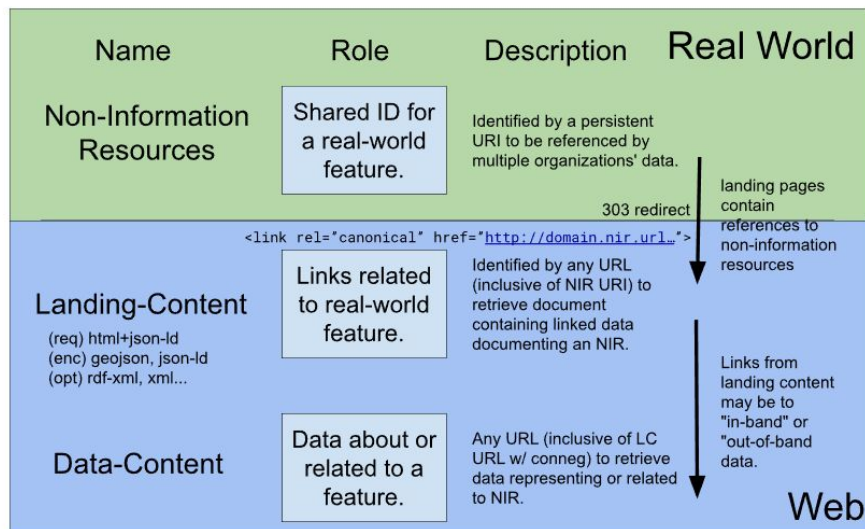 Name
Role
Description
Real World
Non-Information
Resources
Shared ID for
a real-world
feature.
Identified by a persistent
URI to be referenced by
multiple organizations' data.
303 redirect
landing pages
contain
references to
non-information
resources
<link rel="canonical" href="http://domain.nir.url…">
Landing-Content
(req) html+json-ld
(enc) geojson, json-ld
(opt) rdf-xml, xml...
Links related
to real-world
feature.
Identified by any URL
(inclusive of NIR URI) to
retrieve document
containing linked data
documenting an NIR.
Links from
landing content
may be to
"in-band" or
"out-of-band
data.
Data-Content
Data about or
related to a
feature.
Any URL (inclusive of LC
URL w/ conneg) to retrieve
data representing or related
to NIR.
Web